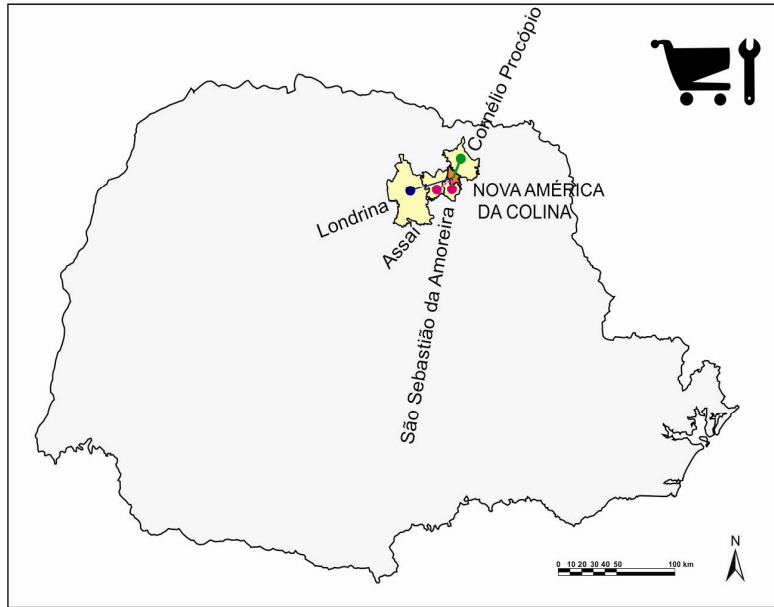 Cornélio Procópio
NOVA AMÉRICA
DA COLINA
Londrina
Assaí
São Sebastião da Amoreira
N
0 10 20 30 40 50 100 km